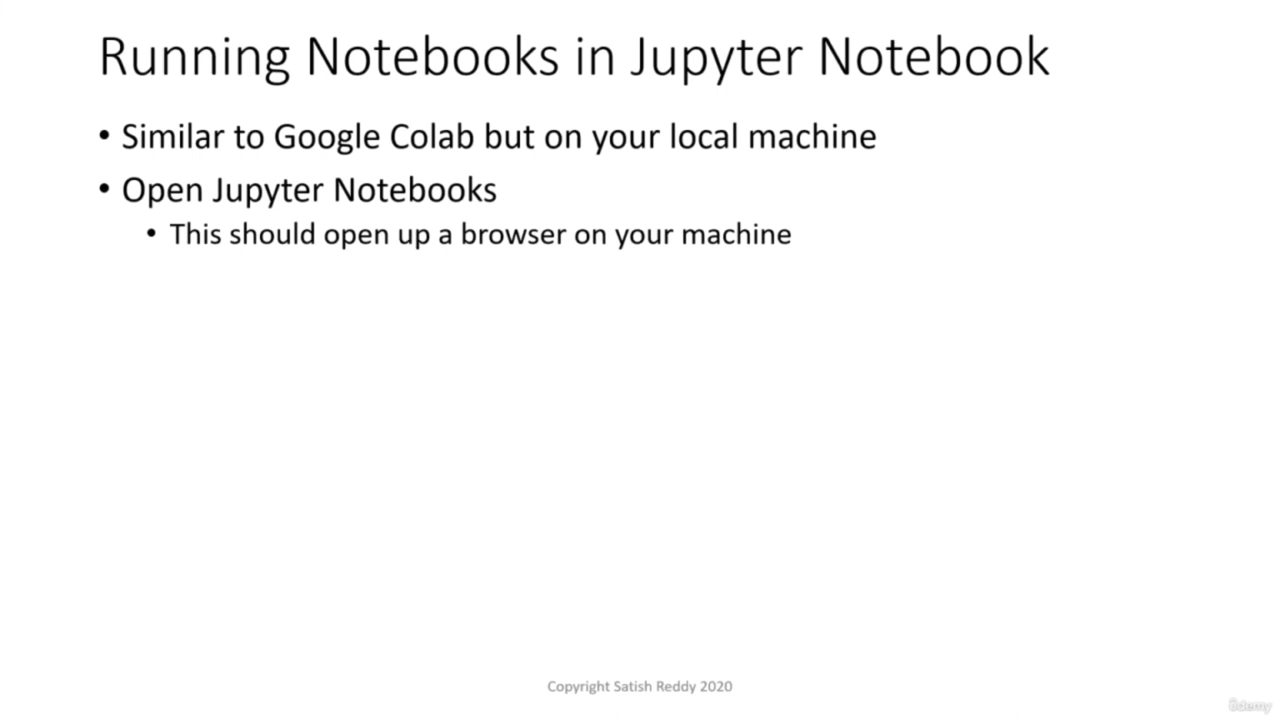 Running Notebooks in Jupyter Notebook
• Similar to Google Colab but on your local machine
• Open Jupyter Notebooks
• This should open up a browser on your machine
Copyright Satish Reddy 2020
ûdemy